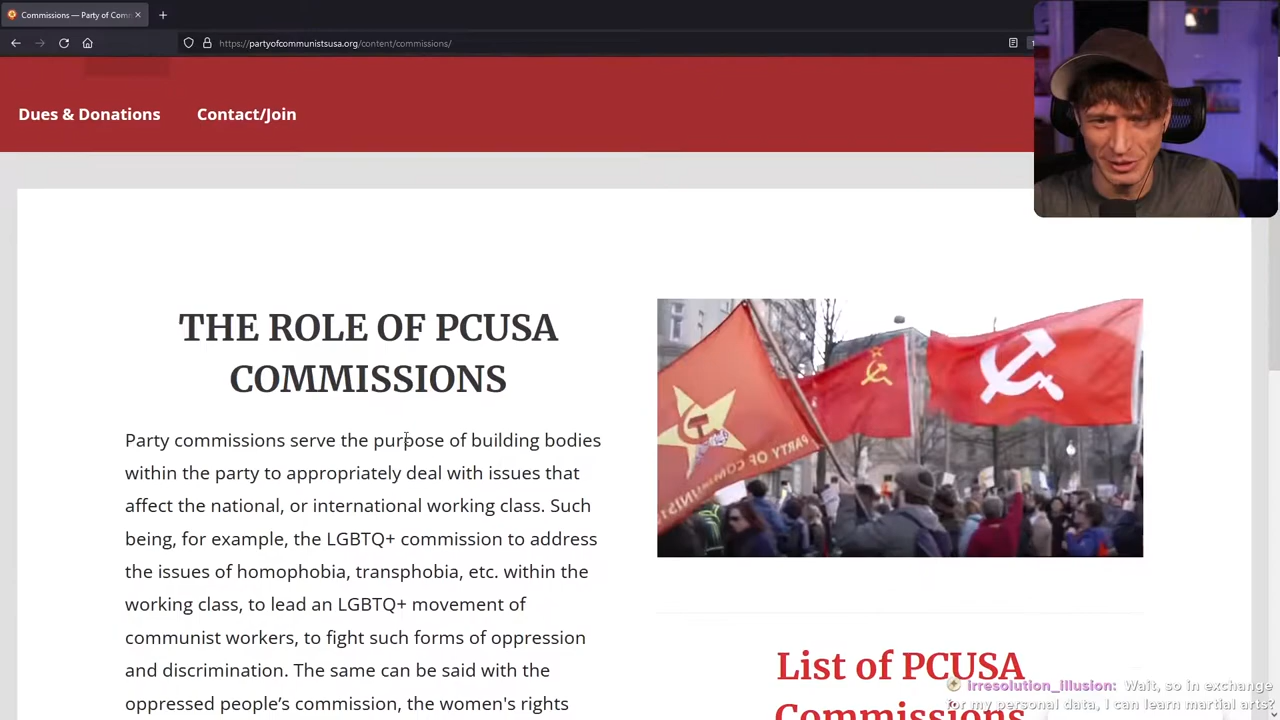 Commissions — Party of Com
https://partyofcommunistsusa.org/content/commissions/
Dues & Donations
Contact/Join
THE ROLE OF PCUSA
COMMISSIONS
Party commissions serve the purpose of building bodies
within the party to appropriately deal with issues that
affect the national, or international working class. Such
being, for example, the LGBTQ+ commission to address
the issues of homophobia, transphobia, etc. within the
working class, to lead an LGBTQ+ movement of
communist workers, to fight such forms of oppression
and discrimination. The same can be said with the
oppressed people's commission, the women's rights
PARTY OF COMMUNIST
List of PCUSA
Commissions
irresolution_illusion: Wait, so in exchange
for my personal data, I can learn martial arts?